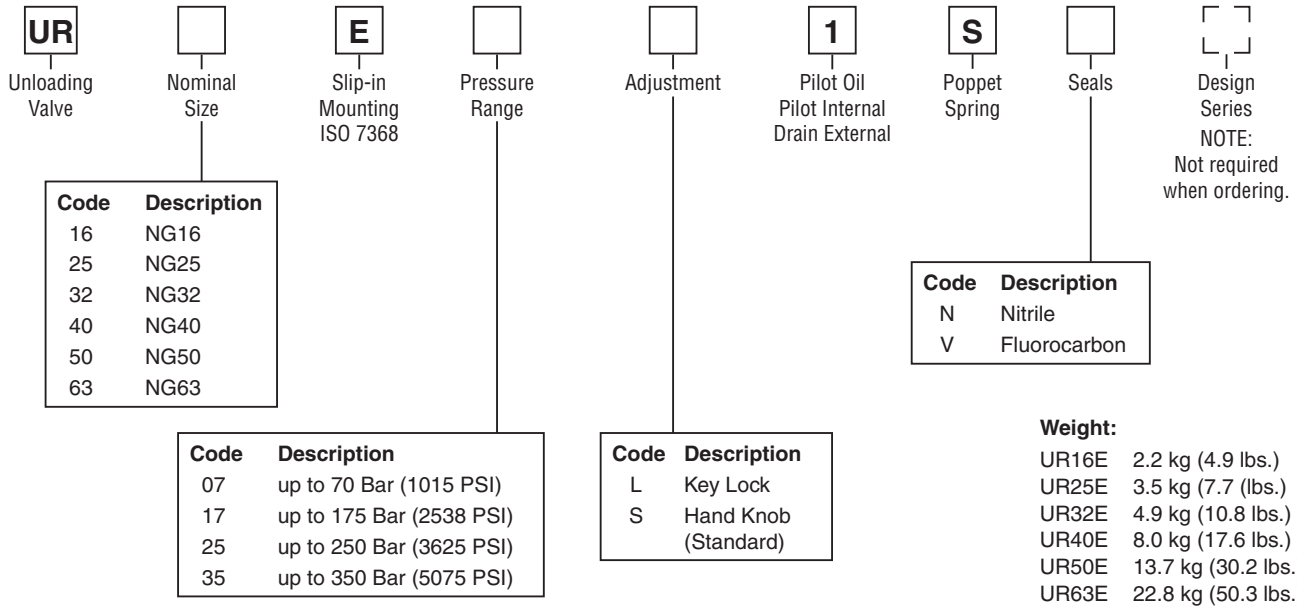 UR E 1 S
Unloading Valve
Nominal Size
Slip-in Mounting ISO 7368
Pressure Range
Adjustment
Pilot Oil Pilot Internal Drain External
Poppet Spring
Seals
Design Series
NOTE:
Not required
when ordering.
Code Description
16 NG16
25 NG25
32 NG32
40 NG40
50 NG50
63 NG63
Code Description
N Nitrile
V Fluorocarbon
Code Description
07 up to 70 Bar (1015 PSI)
17 up to 175 Bar (2538 PSI)
25 up to 250 Bar (3625 PSI)
35 up to 350 Bar (5075 PSI)
Code Description
L Key Lock
S Hand Knob
(Standard)
Weight:
UR16E 2.2 kg (4.9 lbs.)
UR25E 3.5 kg (7.7 (lbs.)
UR32E 4.9 kg (10.8 lbs.)
UR40E 8.0 kg (17.6 lbs.)
UR50E 13.7 kg (30.2 lbs.
UR63E 22.8 kg (50.3 lbs.